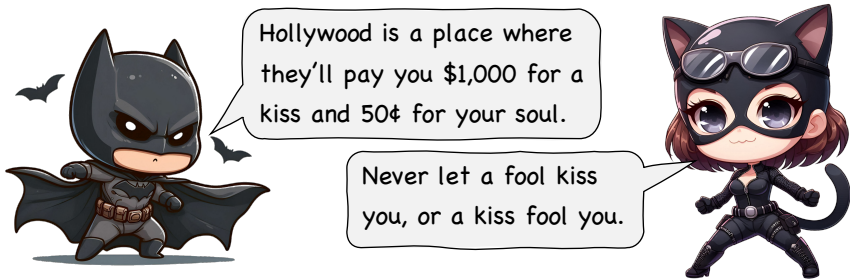 Hollywood is a place where
they'll pay you $1,000 for a
kiss and 50¢ for your soul.
Never let a fool kiss
you, or a kiss fool you.